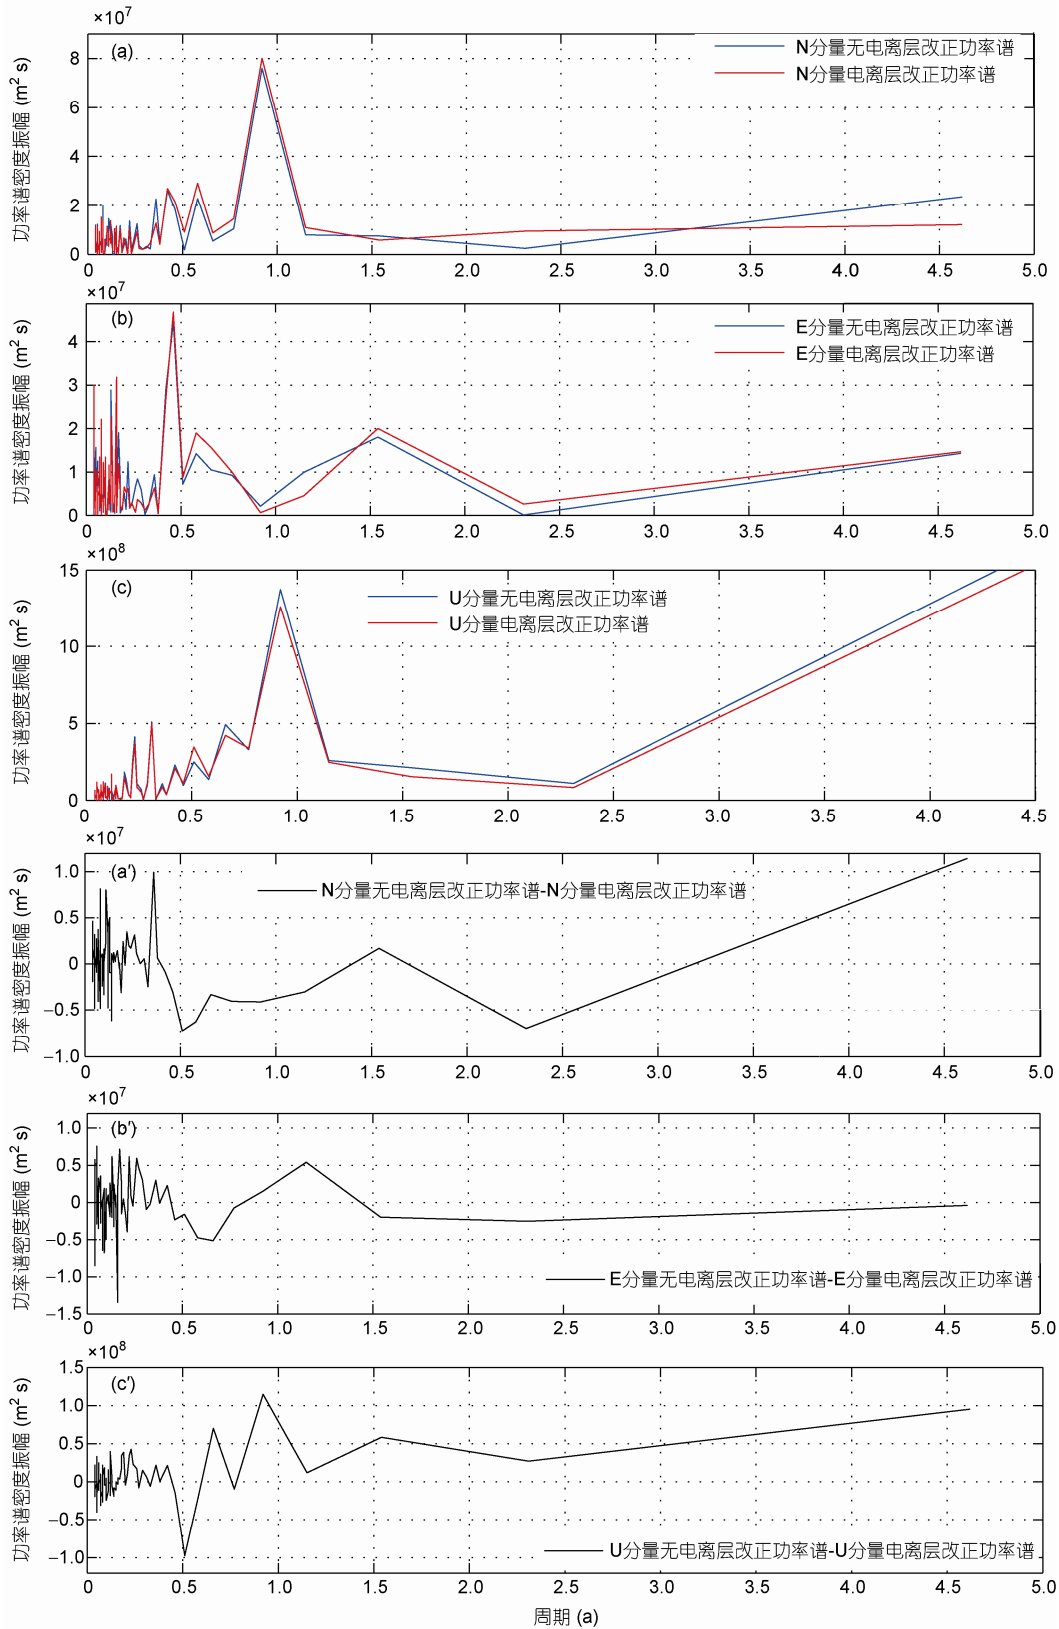 ×10⁷
(a)
N分量无电离层改正功率谱
N分量电离层改正功率谱
功率谱密度振幅 (m² s)
8
6
4
2
0
0 0.5 1.0 1.5 2.0 2.5 3.0 3.5 4.0 4.5 5.0
×10⁷
(b)
E分量无电离层改正功率谱
E分量电离层改正功率谱
功率谱密度振幅 (m² s)
4
3
2
1
0
0 0.5 1.0 1.5 2.0 2.5 3.0 3.5 4.0 4.5 5.0
×10⁸
(c)
U分量无电离层改正功率谱
U分量电离层改正功率谱
功率谱密度振幅 (m² s)
15
10
5
0
0 0.5 1.0 1.5 2.0 2.5 3.0 3.5 4.0 4.5
×10⁷
(a′)
N分量无电离层改正功率谱-N分量电离层改正功率谱
功率谱密度振幅 (m² s)
1.0
0.5
0
−0.5
−1.0
0 0.5 1.0 1.5 2.0 2.5 3.0 3.5 4.0 4.5 5.0
×10⁷
(b′)
功率谱密度振幅 (m² s)
1.0
0.5
0
−0.5
−1.0
−1.5
E分量无电离层改正功率谱-E分量电离层改正功率谱
0 0.5 1.0 1.5 2.0 2.5 3.0 3.5 4.0 4.5 5.0
×10⁸
(c′)
功率谱密度振幅 (m² s)
1.5
1.0
0.5
0
−0.5
−1.0
U分量无电离层改正功率谱-U分量电离层改正功率谱
0 0.5 1.0 1.5 2.0 2.5 3.0 3.5 4.0 4.5 5.0
周期 (a)